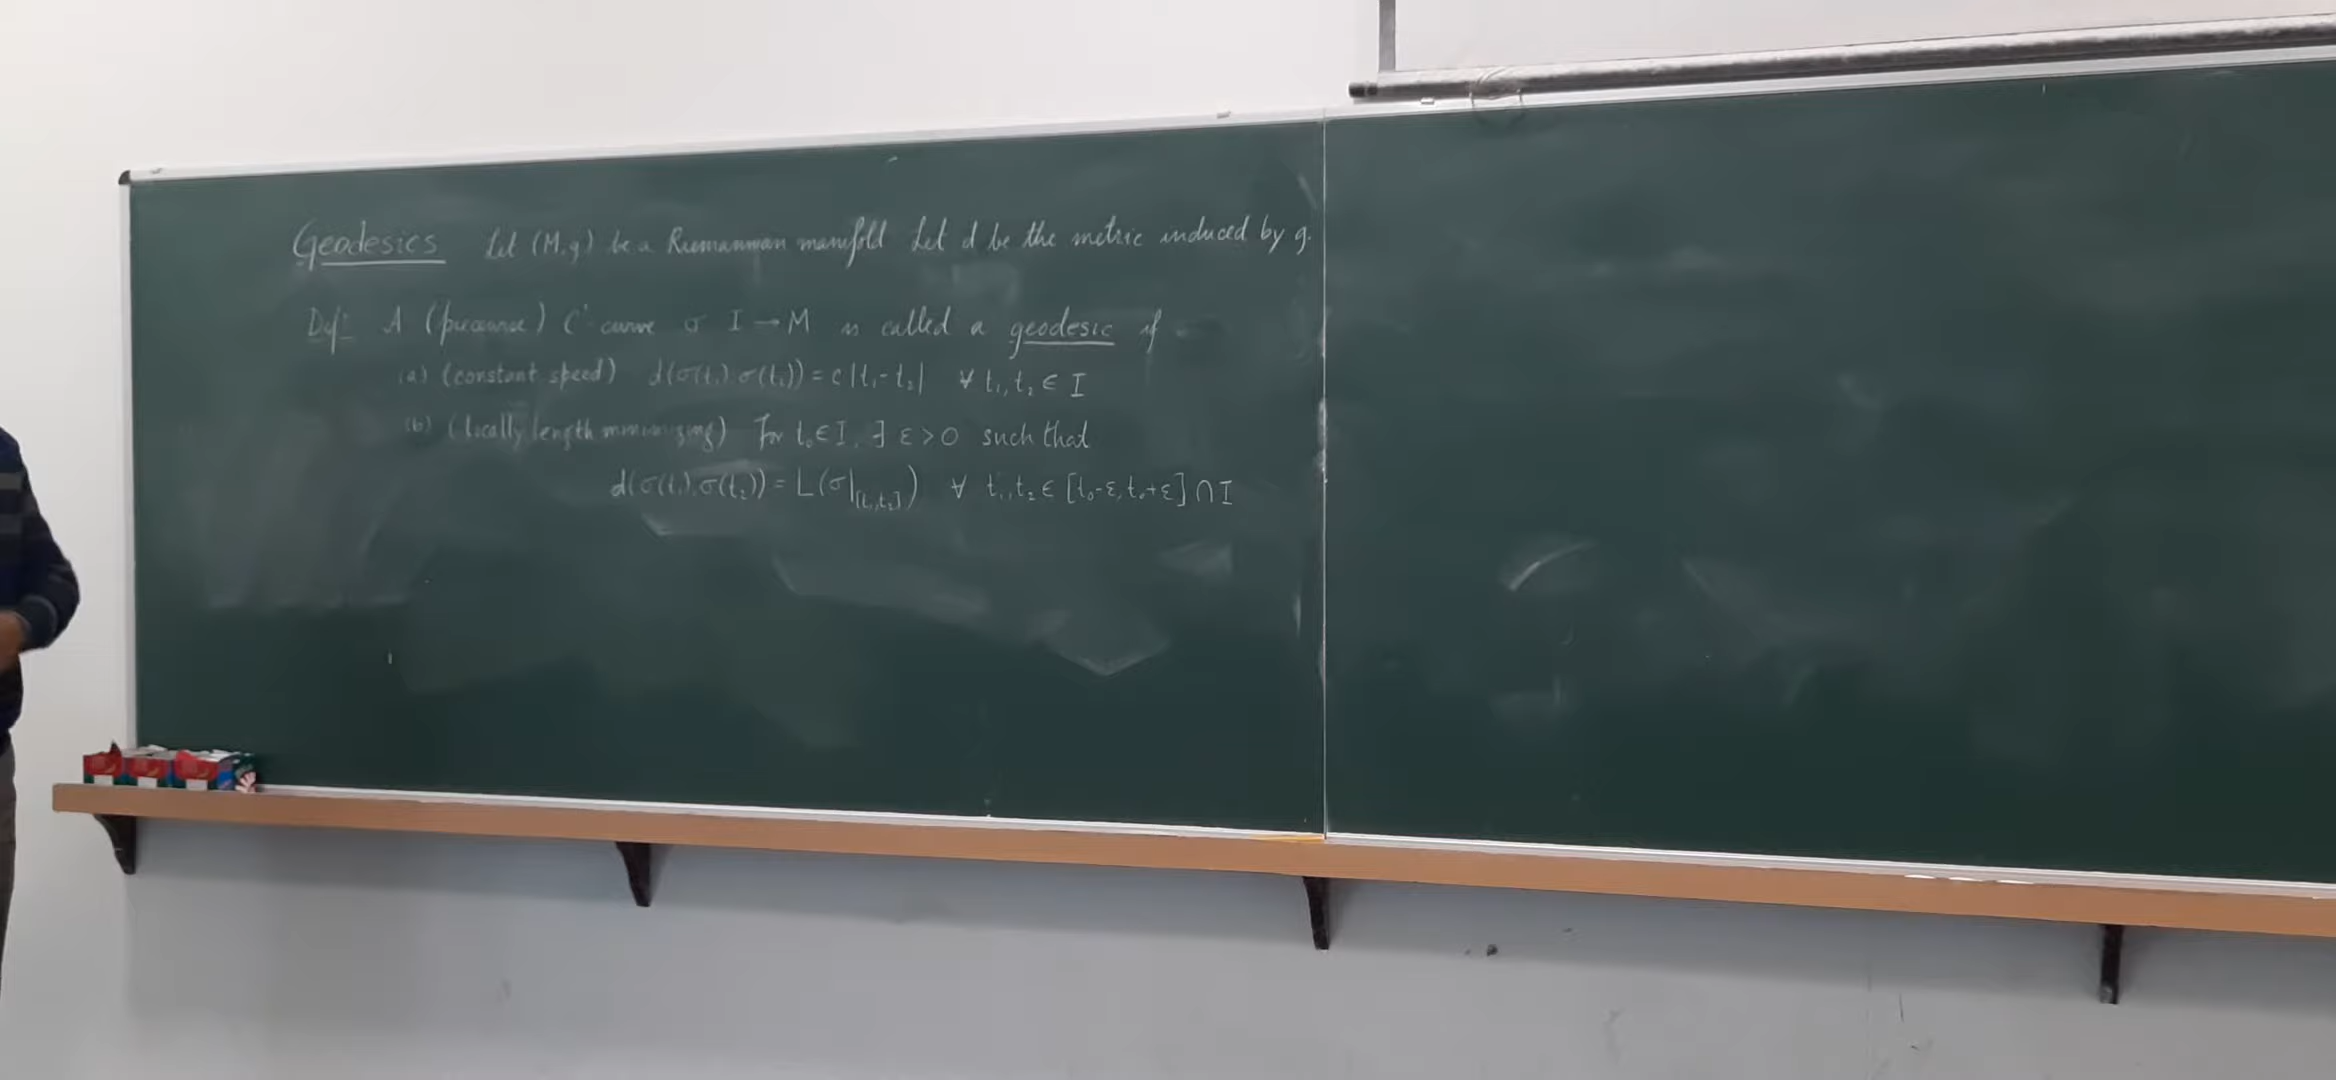 Geodesics Let (M,g) be a Riemannian manifold Let d be the metric induced by g.
Def: A (piecewise) C¹ curve σ I → M is called a geodesic if
(a) (constant speed) d(σ(t₁),σ(t₂)) = c|t₁-t₂| ∀ t₁,t₂ ∈ I
(b) (locally length minimizing) For t₀∈I, ∃ ε>0 such that
d(σ(t₁),σ(t₂)) = L(σ|[t₁,t₂]) ∀ t₁,t₂ ∈ [t₀-ε,t₀+ε] ∩ I